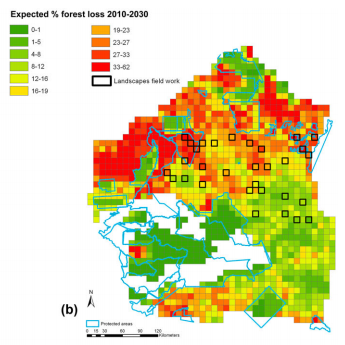 Expected % forest loss 2010-2030
0-1
1-5
4-8
8-12
12-16
16-19
19-23
23-27
27-33
33-62
Landscapes field work
(b)
N
Protected areas
0 15 30 60 90 120
Kilometers